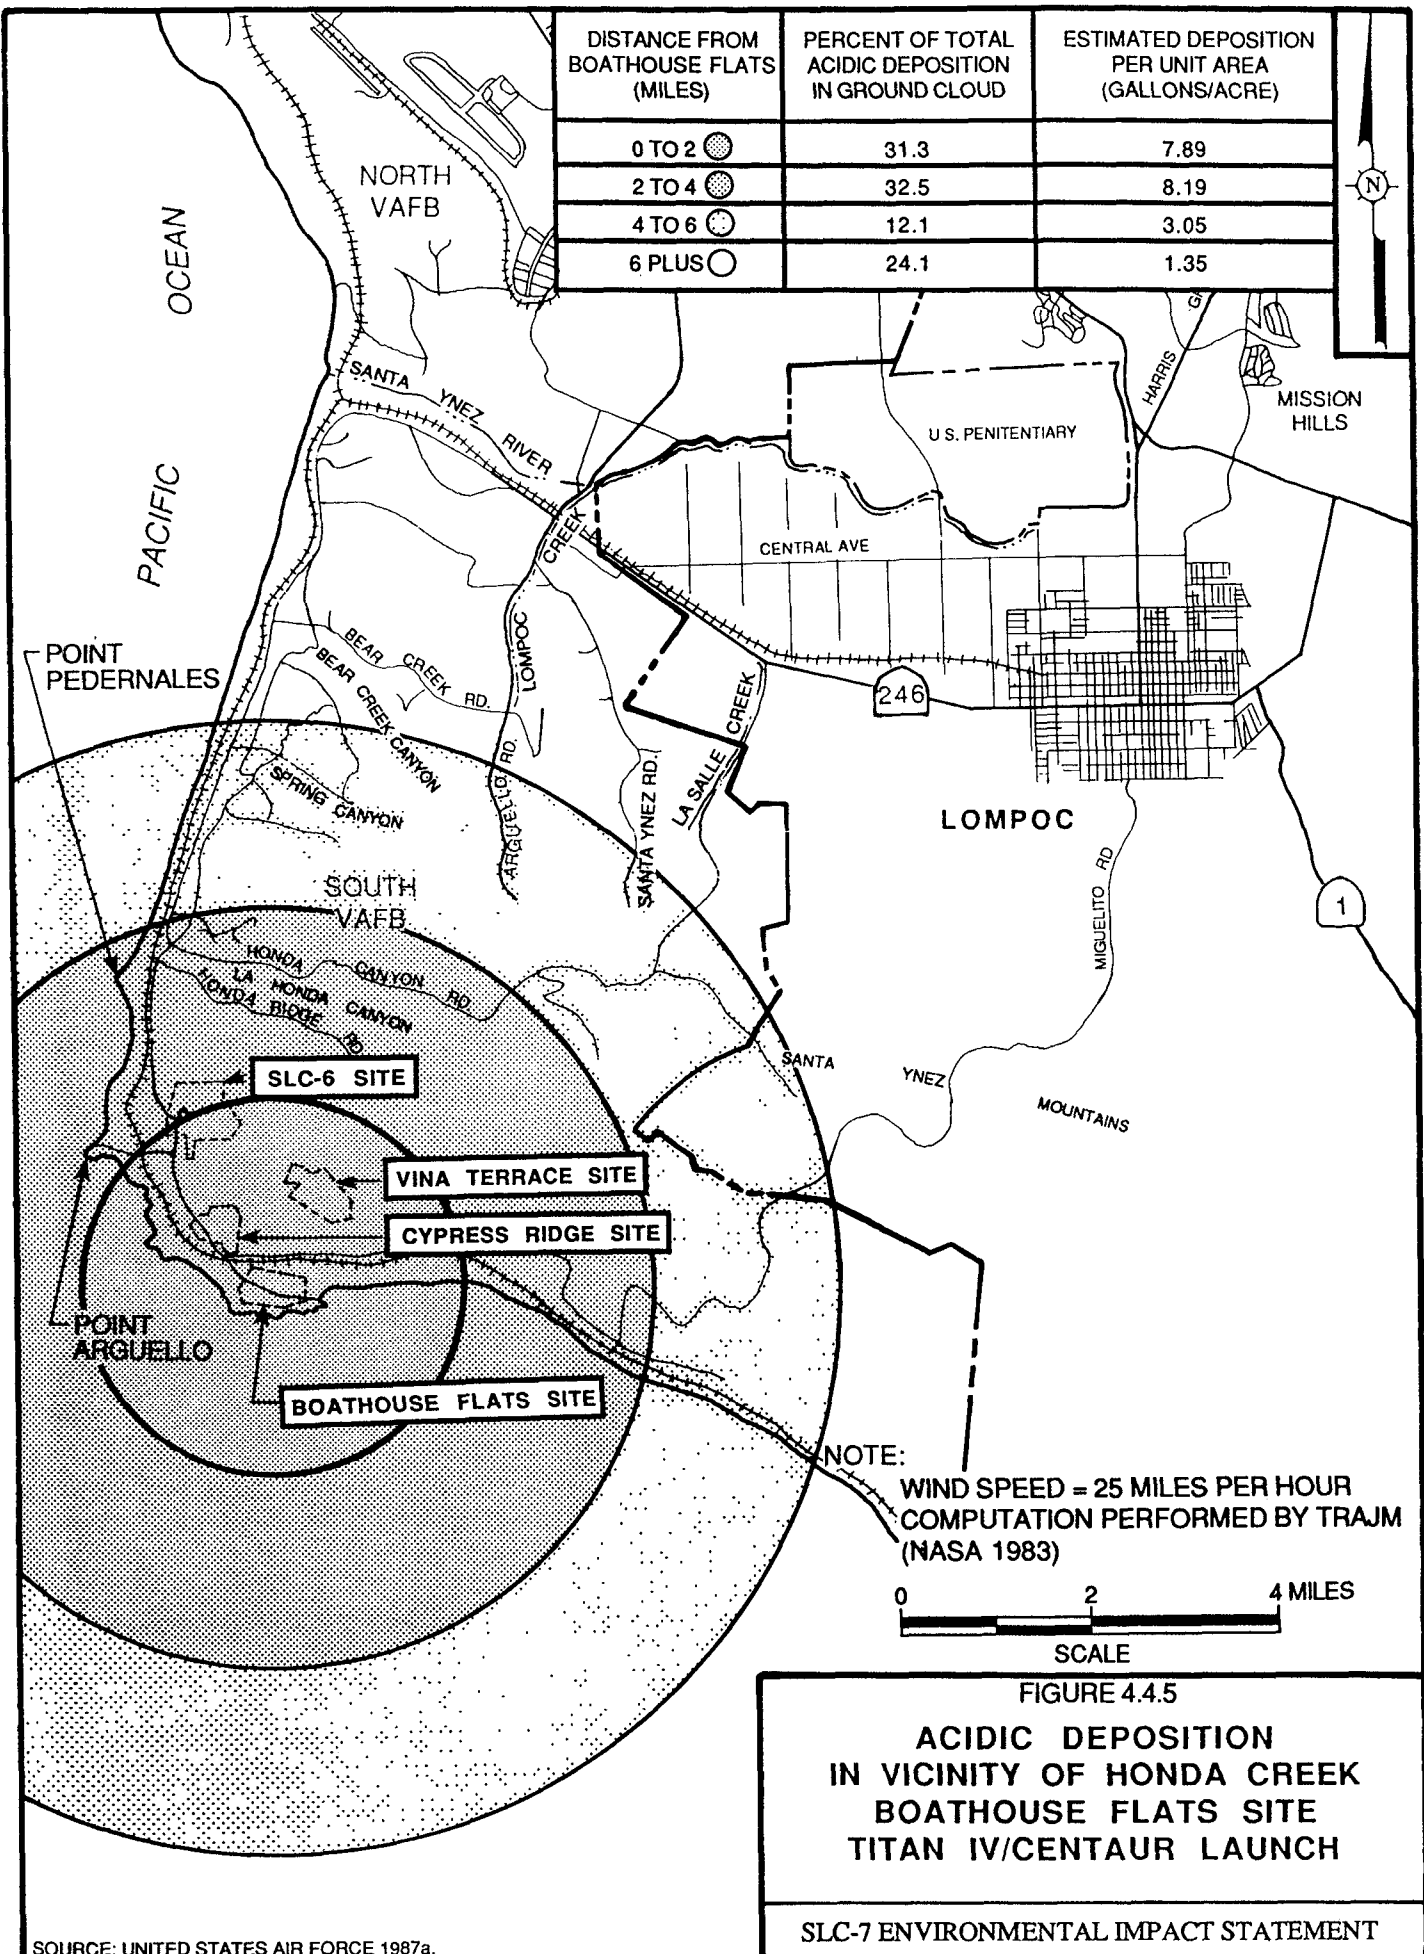 DISTANCE FROM
BOATHOUSE FLATS
(MILES)
PERCENT OF TOTAL
ACIDIC DEPOSITION
IN GROUND CLOUD
ESTIMATED DEPOSITION
PER UNIT AREA
(GALLONS/ACRE)
0 TO 2
31.3
7.89
2 TO 4
32.5
8.19
4 TO 6
12.1
3.05
6 PLUS
24.1
1.35
N
NORTH
VAFB
PACIFIC OCEAN
SANTA YNEZ RIVER
HARRIS
MISSION
HILLS
U.S. PENITENTIARY
CENTRAL AVE
LOMPOC CREEK
POINT
PEDERNALES
BEAR CREEK RD.
BEAR CREEK CANYON
246
LA SALLE CREEK
SPRING CANYON
ARGUELLO RD.
SANTA YNEZ RD.
LOMPOC
MIGUELITO RD
1
SOUTH
VAFB
HONDA CANYON RD
LA HONDA CANYON
HONDA RIDGE RD
SLC-6 SITE
SANTA YNEZ MOUNTAINS
VINA TERRACE SITE
CYPRESS RIDGE SITE
POINT
ARGUELLO
BOATHOUSE FLATS SITE
NOTE:
WIND SPEED = 25 MILES PER HOUR
COMPUTATION PERFORMED BY TRAJM
(NASA 1983)
0 2 4 MILES
SCALE
FIGURE 4.4.5
ACIDIC DEPOSITION
IN VICINITY OF HONDA CREEK
BOATHOUSE FLATS SITE
TITAN IV/CENTAUR LAUNCH
SLC-7 ENVIRONMENTAL IMPACT STATEMENT
SOURCE: UNITED STATES AIR FORCE 1987a.